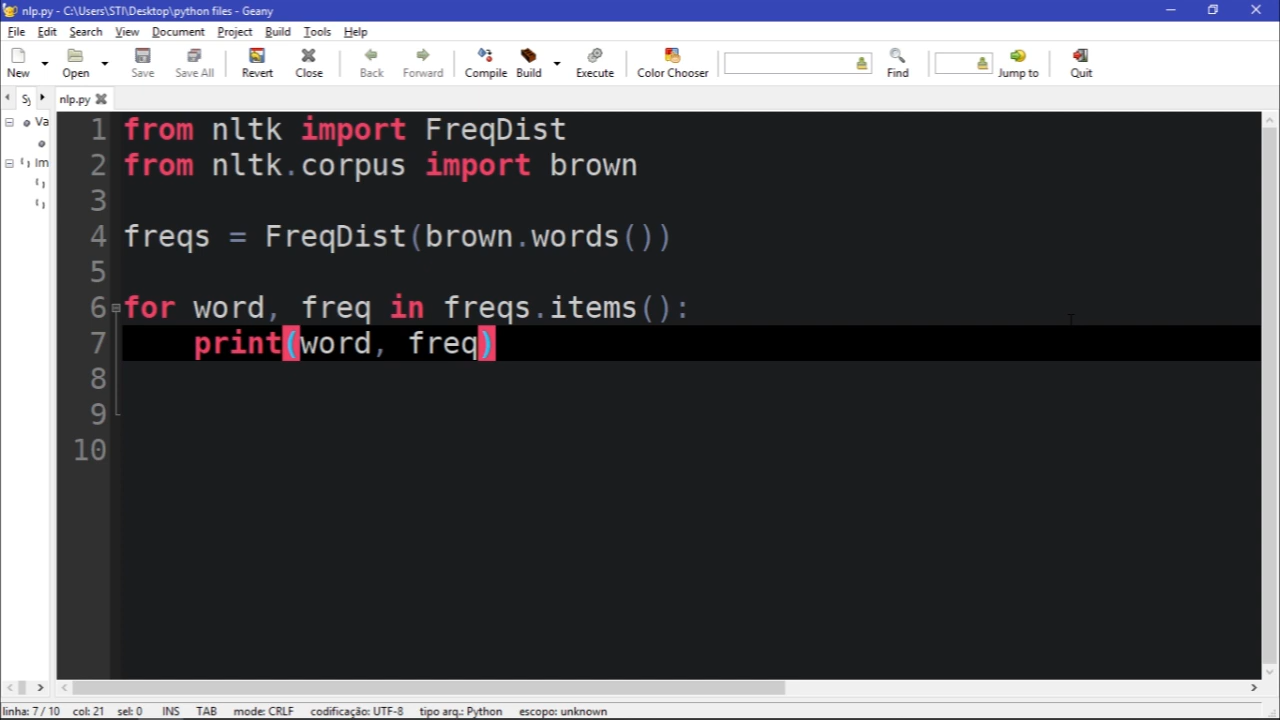 nlp.py - C:\Users\STI\Desktop\python files - Geany
File Edit Search View Document Project Build Tools Help
New Open Save Save All Revert Close Back Forward Compile Build Execute Color Chooser Find Jump to Quit
nlp.py
Va
Im
1 from nltk import FreqDist
2 from nltk.corpus import brown
3
4 freqs = FreqDist(brown.words())
5
6 for word, freq in freqs.items():
7 print(word, freq)
8
9
10
linha: 7 / 10 col: 21 sel: 0 INS TAB mode: CRLF codificação: UTF-8 tipo arq.: Python escopo: unknown